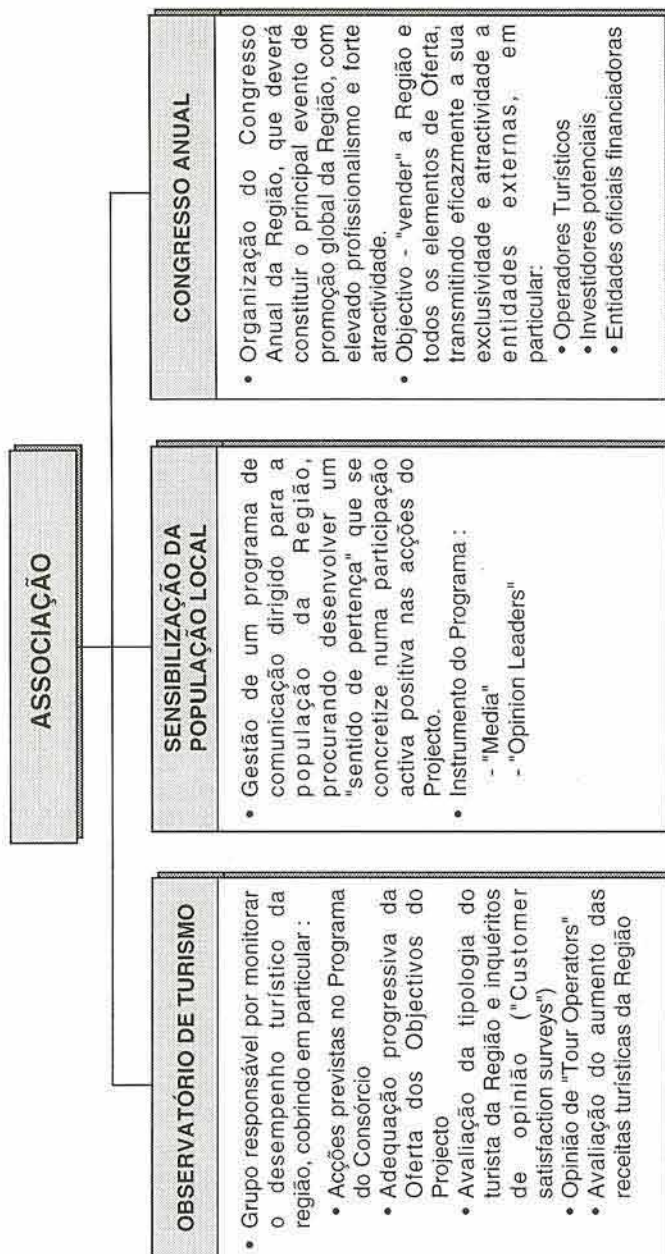 ASSOCIAÇÃO
OBSERVATÓRIO DE TURISMO
• Grupo responsável por monitorar
o desempenho turístico da
região, cobrindo em particular :
• Acções previstas no Programa
do Consórcio
• Adequação progressiva da
Oferta dos Objectivos do
Projecto
• Avaliação da tipologia do
turista da Região e inquéritos
de opinião ("Customer
satisfaction surveys")
• Opinião de "Tour Operators"
• Avaliação do aumento das
receitas turísticas da Região
SENSIBILIZAÇÃO DA
POPULAÇÃO LOCAL
• Gestão de um programa de
comunicação dirigido para a
população da Região,
procurando desenvolver um
"sentido de pertença" que se
concretize numa participação
activa positiva nas acções do
Projecto.
• Instrumento do Programa :
- "Media"
- "Opinion Leaders"
CONGRESSO ANUAL
• Organização do Congresso
Anual da Região, que deverá
constituir o principal evento de
promoção global da Região, com
elevado profissionalismo e forte
atractividade.
• Objectivo - "vender" a Região e
todos os elementos de Oferta,
transmitindo eficazmente a sua
exclusividade e atractividade a
entidades externas, em
particular:
• Operadores Turísticos
• Investidores potenciais
• Entidades oficiais financiadoras